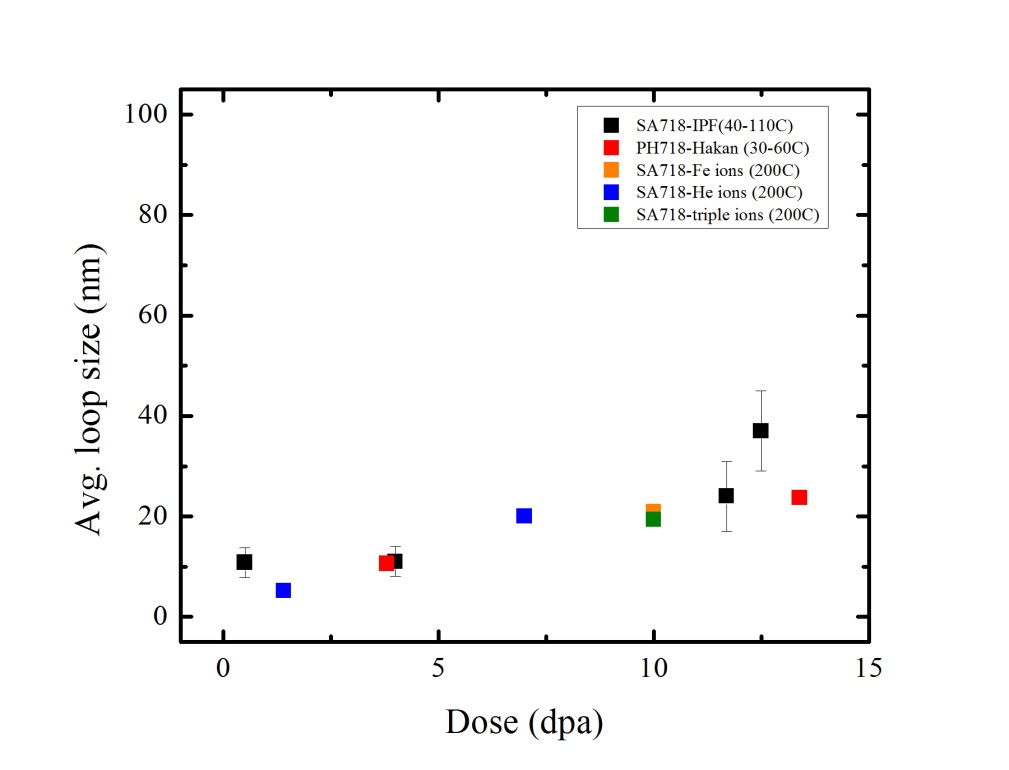 100
80
60
40
20
0
Avg. loop size (nm)
SA718-IPF(40-110C)
PH718-Hakan (30-60C)
SA718-Fe ions (200C)
SA718-He ions (200C)
SA718-triple ions (200C)
0 5 10 15
Dose (dpa)